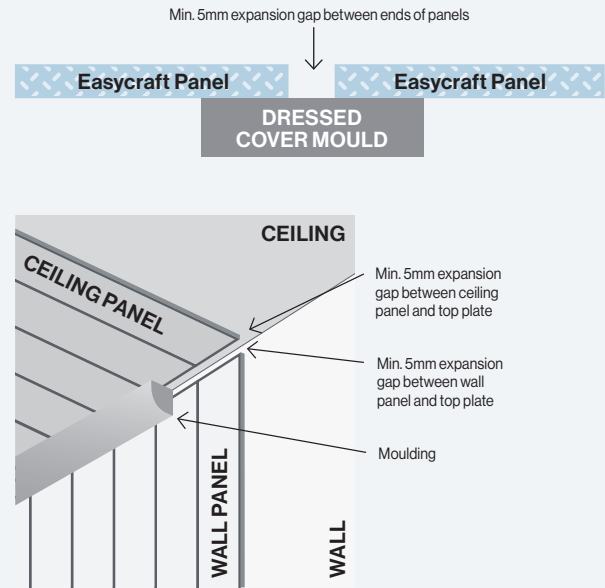 Min. 5mm expansion gap between ends of panels
Easycraft Panel
Easycraft Panel
DRESSED
COVER MOULD
CEILING
CEILING PANEL
Min. 5mm expansion
gap between ceiling
panel and top plate
Min. 5mm expansion
gap between wall
panel and top plate
Moulding
WALL PANEL
WALL